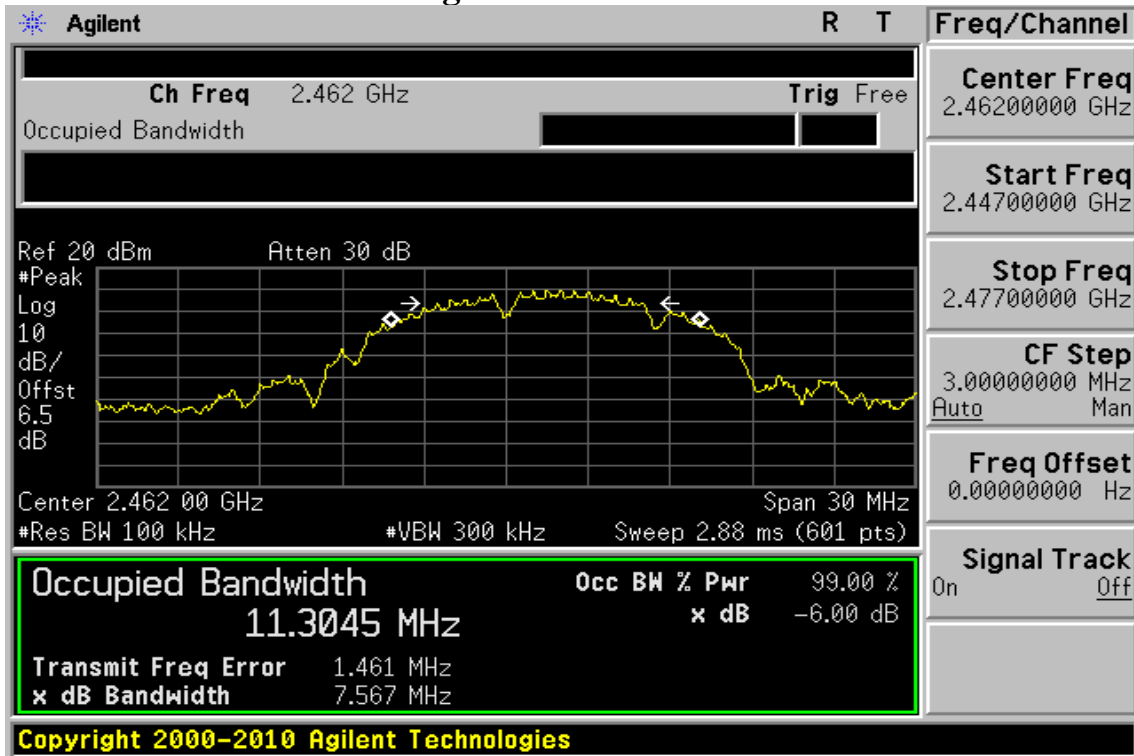 Agilent R T
Freq/Channel
Ch Freq 2.462 GHz Trig Free
Occupied Bandwidth
Center Freq
2.46200000 GHz
Start Freq
2.44700000 GHz
Stop Freq
2.47700000 GHz
CF Step
3.00000000 MHz
Auto Man
Freq Offset
0.00000000 Hz
Signal Track
On Off
Ref 20 dBm Atten 30 dB
#Peak
Log
10
dB/
Offst
6.5
dB
Center 2.462 00 GHz Span 30 MHz
#Res BW 100 kHz #VBW 300 kHz Sweep 2.88 ms (601 pts)
Occupied Bandwidth
11.3045 MHz
Occ BW % Pwr 99.00 %
x dB -6.00 dB
Transmit Freq Error 1.461 MHz
x dB Bandwidth 7.567 MHz
Copyright 2000-2010 Agilent Technologies